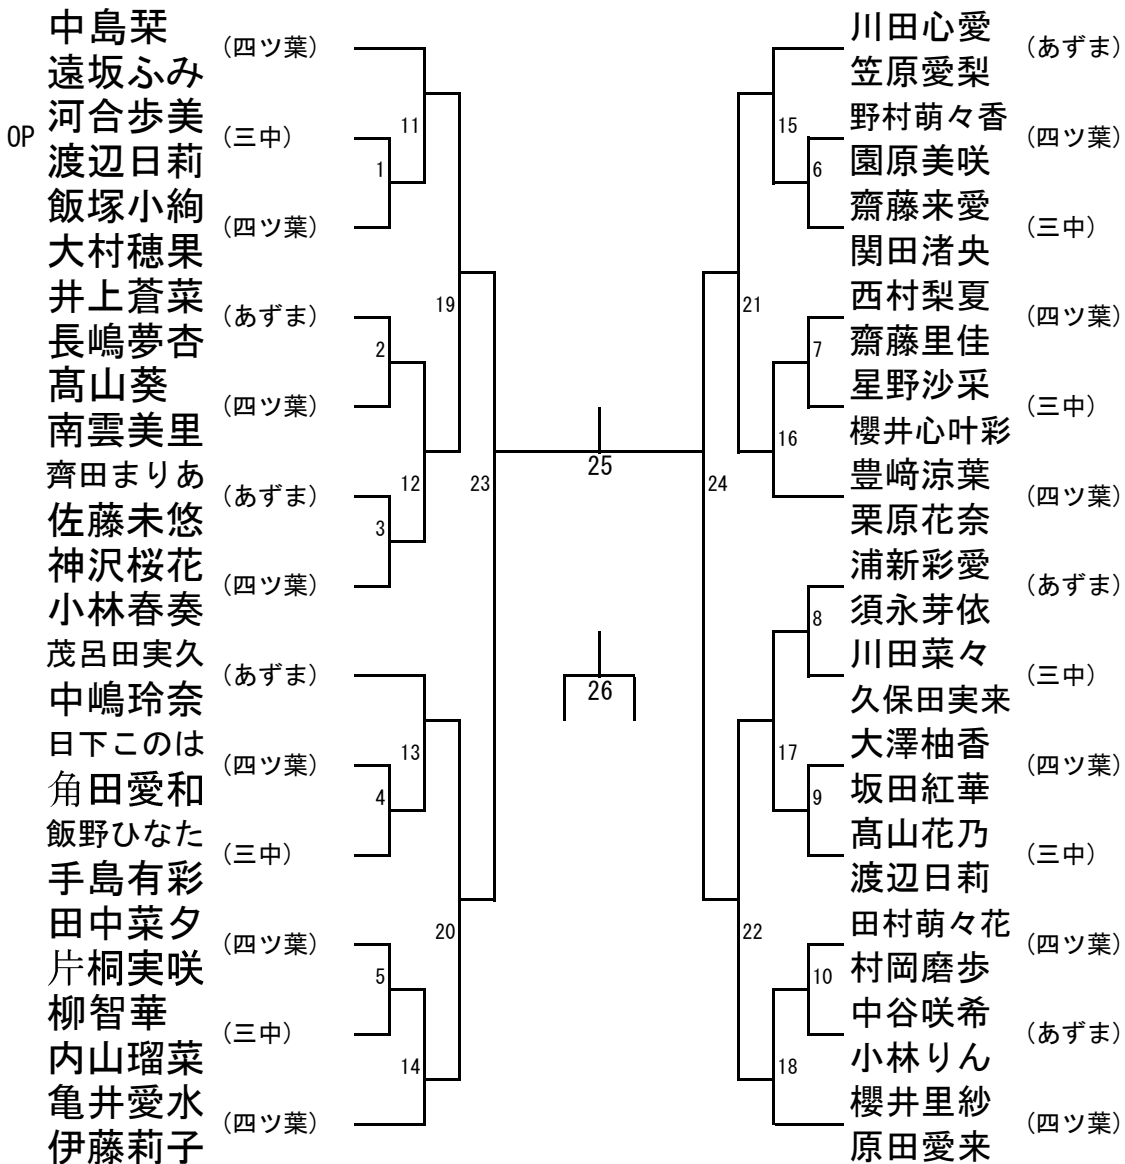 中島栞
(四ツ葉)
遠坂ふみ
OP
河合歩美
(三中)
渡辺日莉
飯塚小絢
(四ツ葉)
大村穂果
井上蒼菜
(あずま)
長嶋夢杏
髙山葵
(四ツ葉)
南雲美里
齊田まりあ
(あずま)
佐藤未悠
神沢桜花
(四ツ葉)
小林春奏
茂呂田実久
(あずま)
中嶋玲奈
日下このは
(四ツ葉)
角田愛和
飯野ひなた
(三中)
手島有彩
田中菜夕
(四ツ葉)
片桐実咲
柳智華
(三中)
内山瑠菜
亀井愛水
(四ツ葉)
伊藤莉子
1
2
3
4
5
11
12
13
14
19
20
23
25
26
24
21
22
15
16
17
18
6
7
8
9
10
川田心愛
(あずま)
笠原愛梨
野村萌々香
(四ツ葉)
園原美咲
齋藤来愛
(三中)
関田渚央
西村梨夏
(四ツ葉)
齋藤里佳
星野沙采
(三中)
櫻井心叶彩
豊﨑涼葉
(四ツ葉)
栗原花奈
浦新彩愛
(あずま)
須永芽依
川田菜々
(三中)
久保田実来
大澤柚香
(四ツ葉)
坂田紅華
髙山花乃
(三中)
渡辺日莉
田村萌々花
(四ツ葉)
村岡磨歩
中谷咲希
(あずま)
小林りん
櫻井里紗
(四ツ葉)
原田愛来